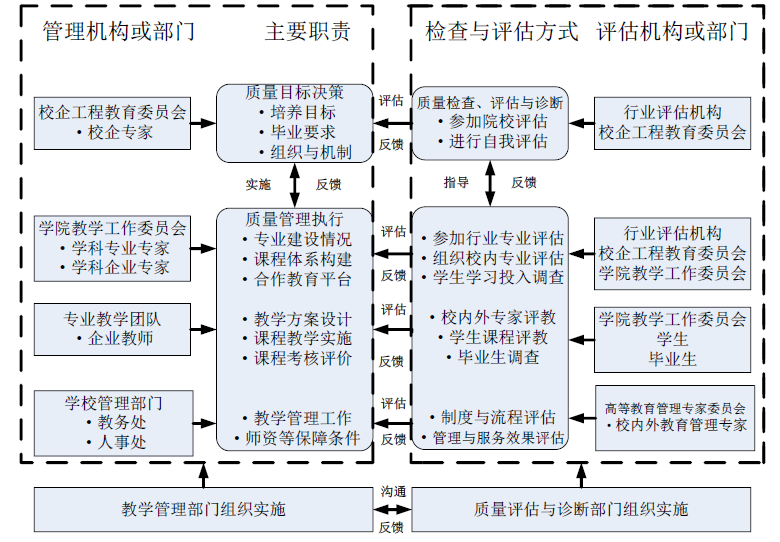 管理机构或部门
主要职责
检查与评估方式
评估机构或部门
校企工程教育委员会
• 校企专家
质量目标决策
• 培养目标
• 毕业要求
• 组织与机制
评估
反馈
质量检查、评估与诊断
• 参加院校评估
• 进行自我评估
行业评估机构
校企工程教育委员会
实施
反馈
指导
反馈
学院教学工作委员会
• 学科专业专家
• 学科企业专家
质量管理执行
• 专业建设情况
• 课程体系构建
• 合作教育平台
评估
反馈
• 参加行业专业评估
• 组织校内专业评估
• 学生学习投入调查
行业评估机构
校企工程教育委员会
学院教学工作委员会
专业教学团队
• 企业教师
• 教学方案设计
• 课程教学实施
• 课程考核评价
评估
反馈
• 校内外专家评教
• 学生课程评教
• 毕业生调查
学院教学工作委员会
学生
毕业生
学校管理部门
• 教务处
• 人事处
• 教学管理工作
• 师资等保障条件
评估
反馈
• 制度与流程评估
• 管理与服务效果评估
高等教育管理专家委员会
• 校内外教育管理专家
教学管理部门组织实施
沟通
反馈
质量评估与诊断部门组织实施